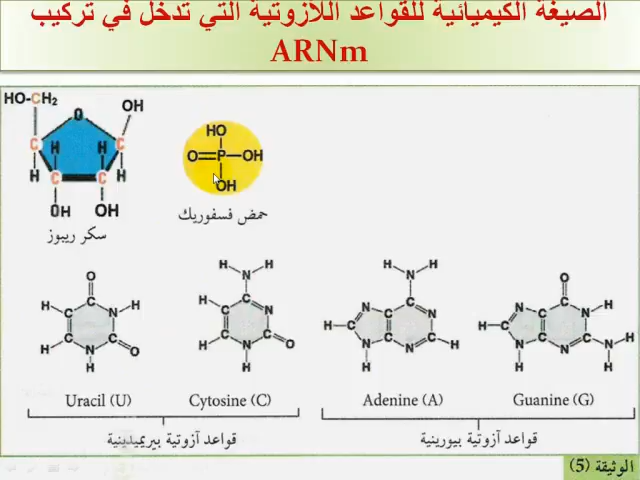 الصيغة الكيميائية للقواعد اللآزوتية التي تدخل في تركيب
ARNm
HO-CH₂
O
OH
C
C
H
H
H
H
C
C
OH
OH
سكر ريبوز
HO
O=P-OH
OH
حمض فسفوريك
O
H
N
H
H
N
O
H
Uracil (U)
H
H
N
H
N
H
N
O
H
Cytosine (C)
H
H
N
N
C
N
H
N
N
H
H
Adenine (A)
O
N
N
H
H
N
N
N
H
H
H
Guanine (G)
قواعد آزوتية بيريميدينية
قواعد آزوتية بيورينية
الوثيقة (5)